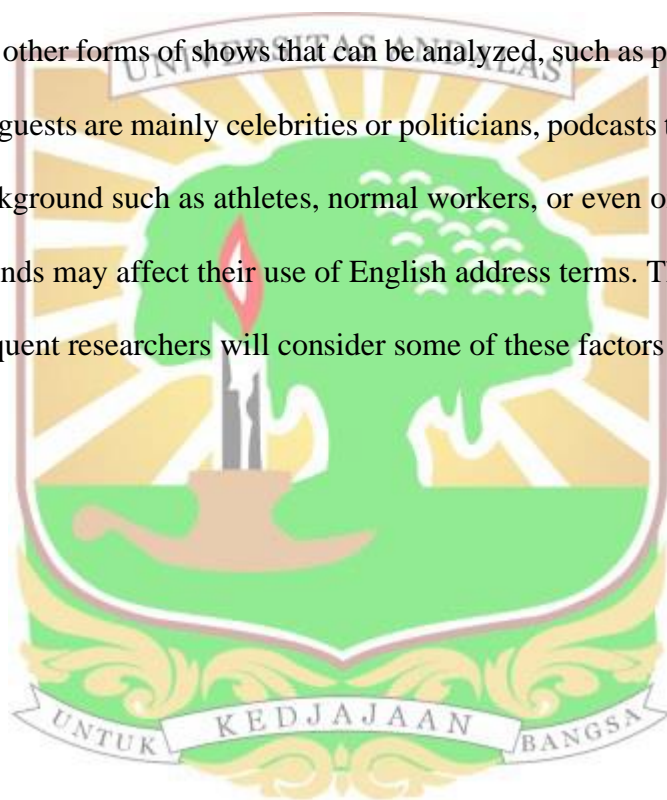 other forms of shows that can be analyzed, such as p
UNIVERSITAS ANDALAS
guests are mainly celebrities or politicians, podcasts
kground such as athletes, normal workers, or even o
nds may affect their use of English address terms. T
quent researchers will consider some of these factors
UNTUK KEDJAJAAN BANGSA